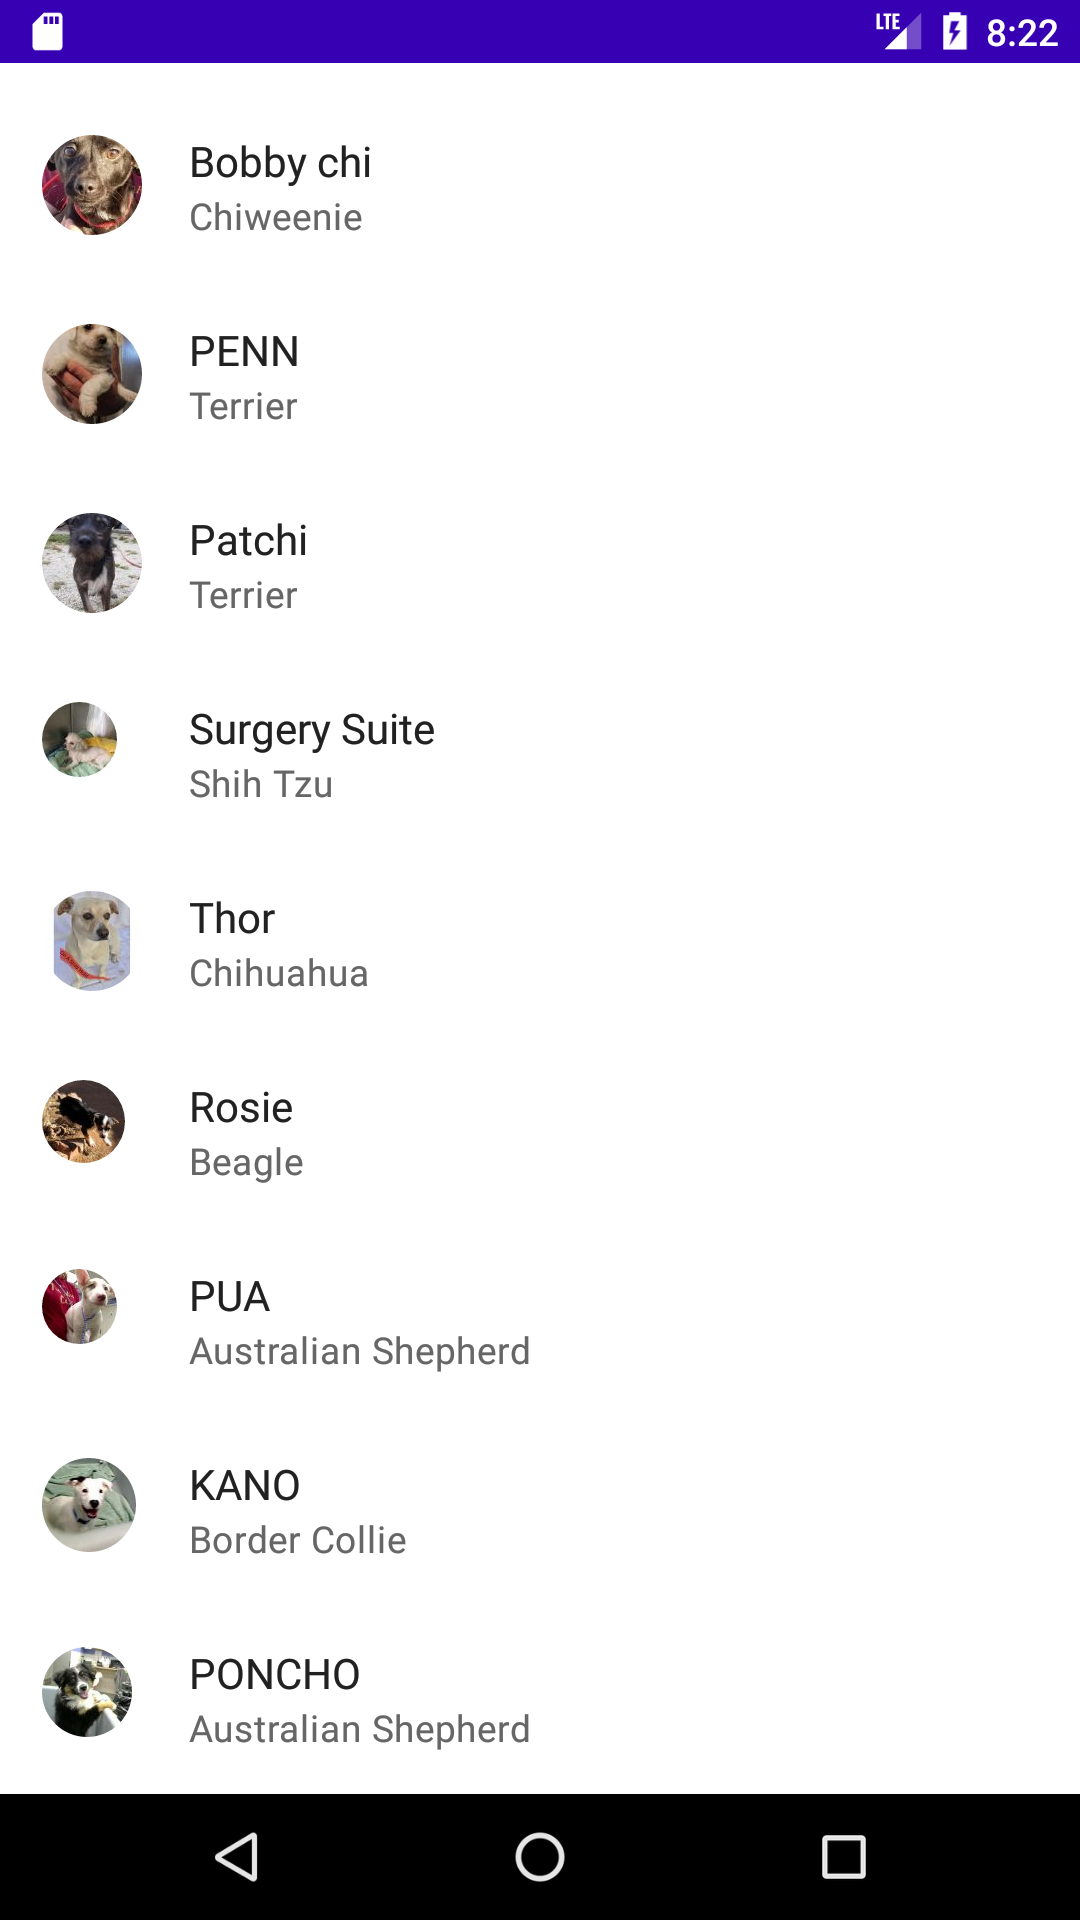 LTE 8:22
Bobby chi
Chiweenie
PENN
Terrier
Patchi
Terrier
Surgery Suite
Shih Tzu
Thor
Chihuahua
Rosie
Beagle
PUA
Australian Shepherd
KANO
Border Collie
PONCHO
Australian Shepherd